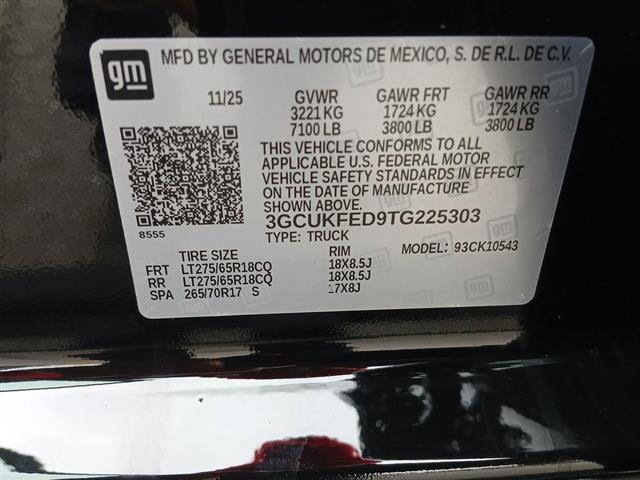 gm
MFD BY GENERAL MOTORS DE MEXICO, S. DE R.L. DE C.V.
11/25 GVWR GAWR FRT GAWR RR
3221 KG 1724 KG 1724 KG
7100 LB 3800 LB 3800 LB
THIS VEHICLE CONFORMS TO ALL
APPLICABLE U.S. FEDERAL MOTOR
VEHICLE SAFETY STANDARDS IN EFFECT
ON THE DATE OF MANUFACTURE
SHOWN ABOVE.
8555 3GCUKFED9TG225303
TYPE: TRUCK MODEL: 93CK10543
TIRE SIZE RIM
FRT LT275/65R18CQ 18X8.5J
RR LT275/65R18CQ 18X8.5J
SPA 265/70R17 S 17X8J